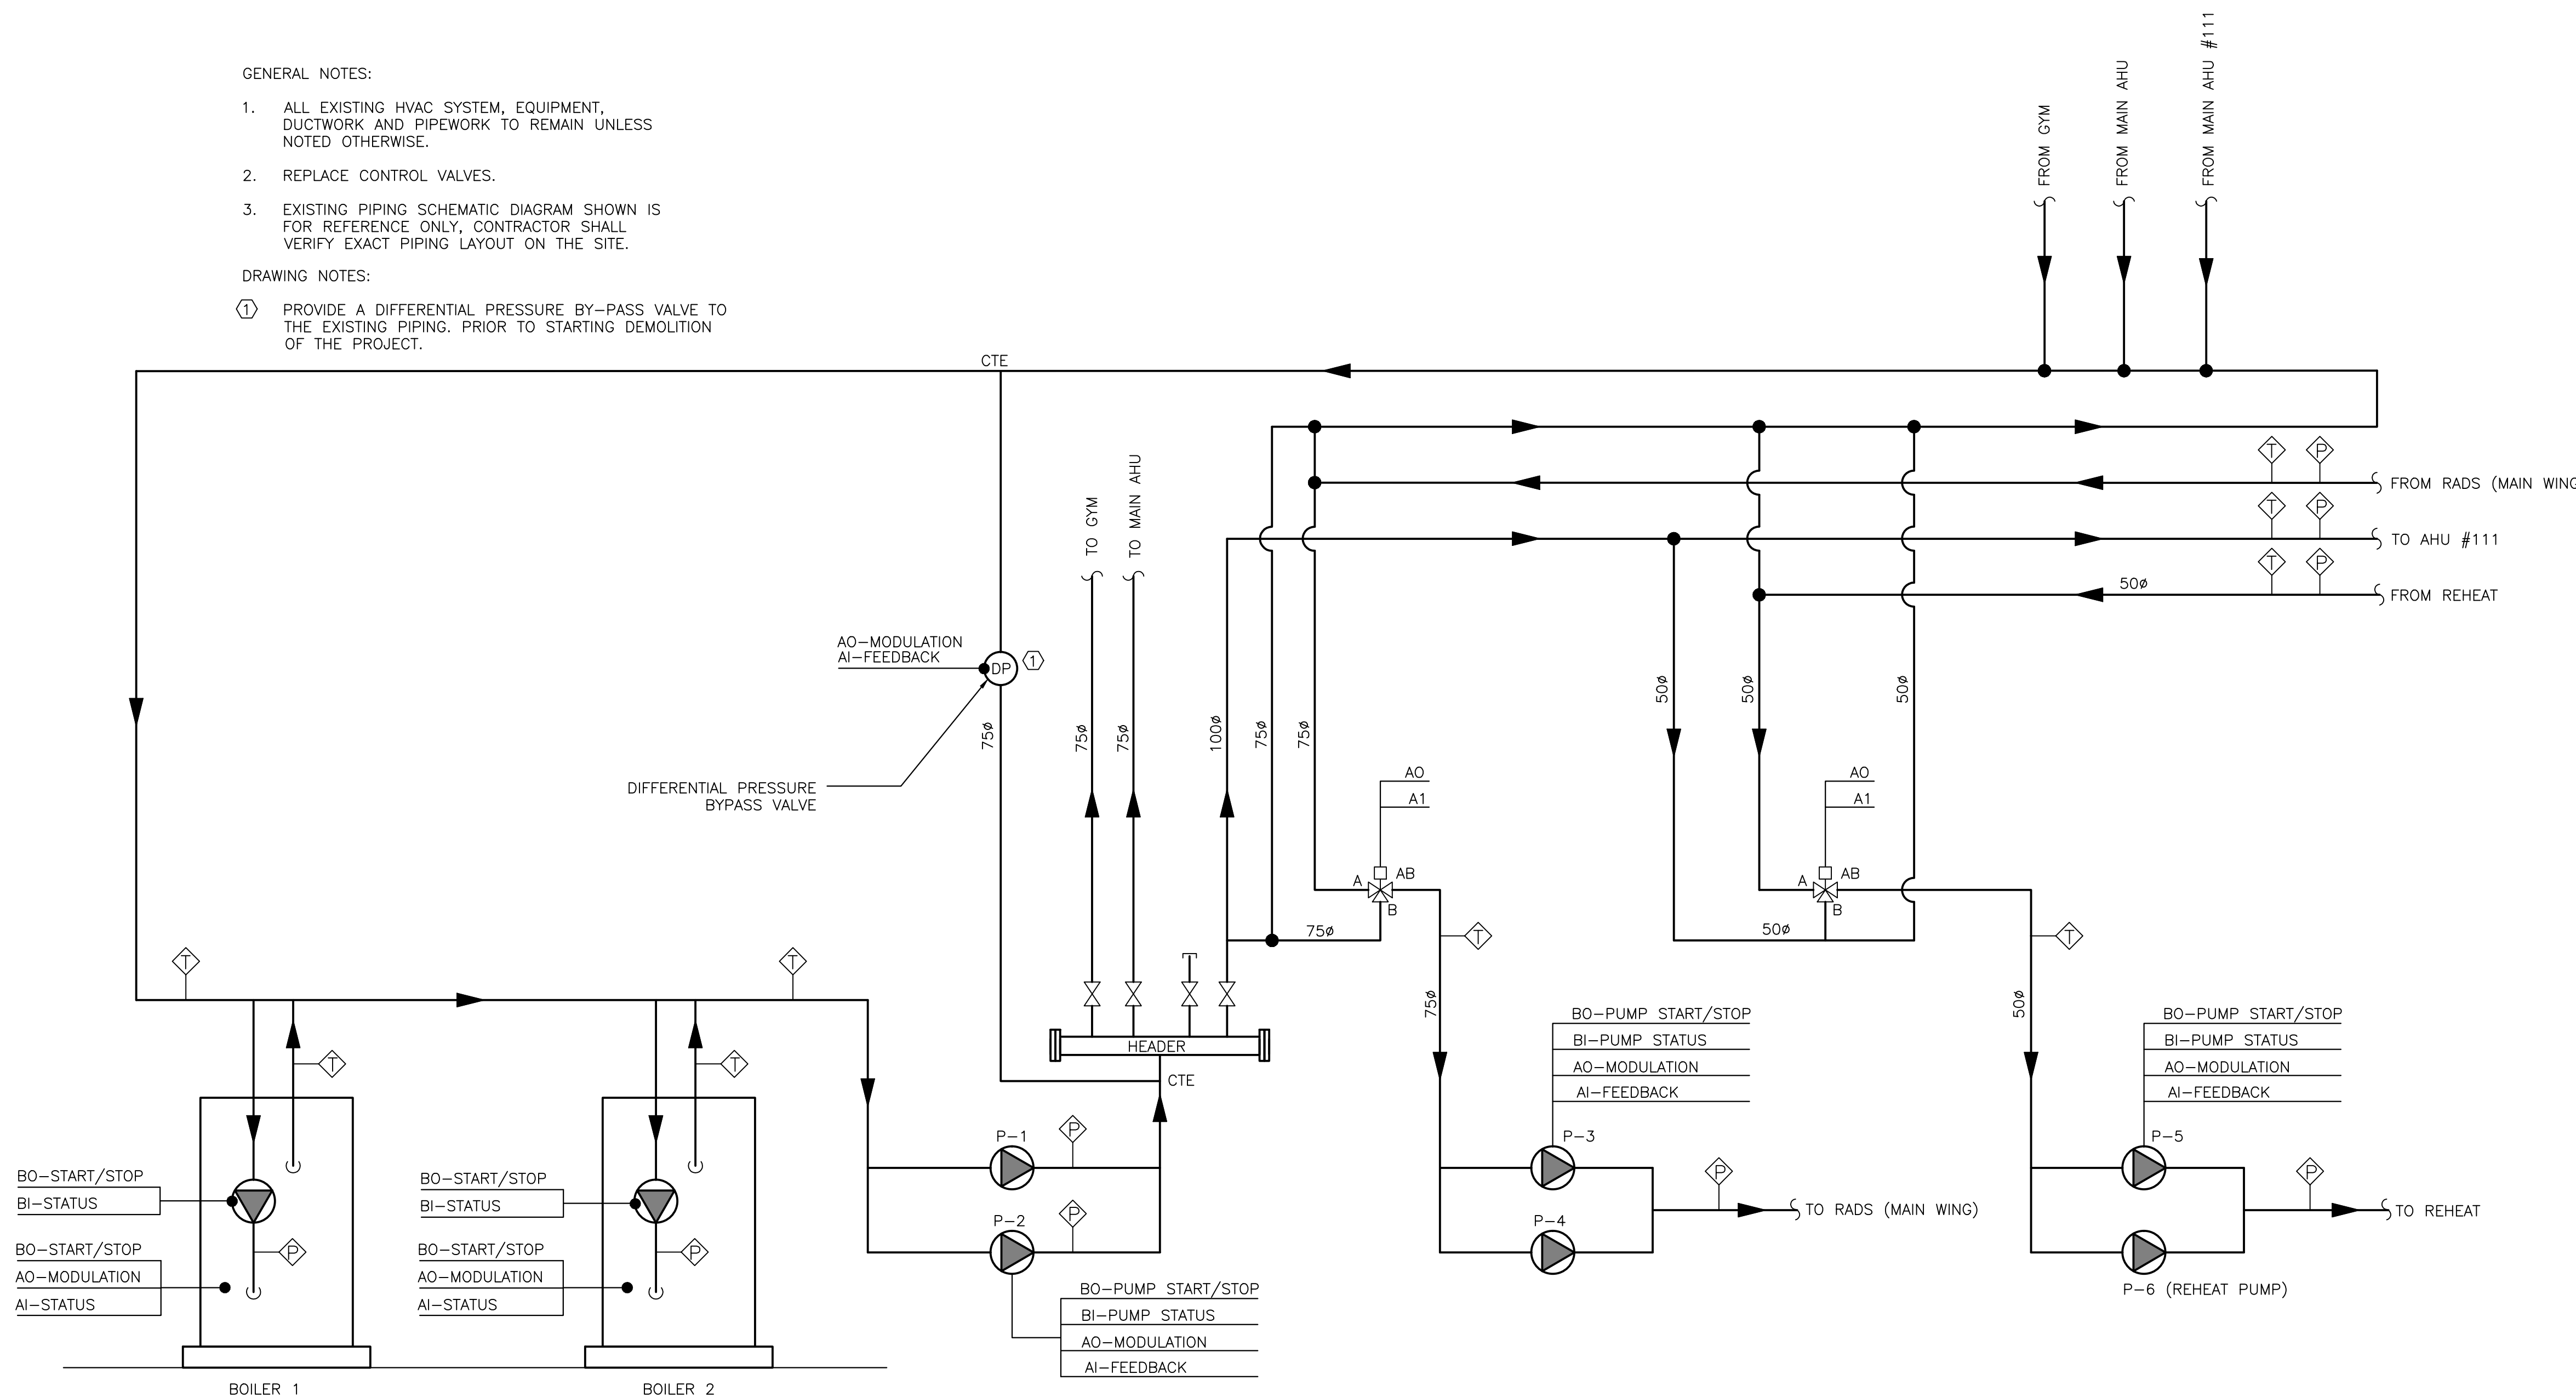 GENERAL NOTES:
1. ALL EXISTING HVAC SYSTEM, EQUIPMENT,
DUCTWORK AND PIPEWORK TO REMAIN UNLESS
NOTED OTHERWISE.
2. REPLACE CONTROL VALVES.
3. EXISTING PIPING SCHEMATIC DIAGRAM SHOWN IS
FOR REFERENCE ONLY, CONTRACTOR SHALL
VERIFY EXACT PIPING LAYOUT ON THE SITE.
DRAWING NOTES:
1 PROVIDE A DIFFERENTIAL PRESSURE BY-PASS VALVE TO
THE EXISTING PIPING. PRIOR TO STARTING DEMOLITION
OF THE PROJECT.
FROM GYM
FROM MAIN AHU
FROM MAIN AHU #111
CTE
T
P
FROM RADS (MAIN WING
T
P
TO AHU #111
T
P
50ø
FROM REHEAT
TO GYM
TO MAIN AHU
AO-MODULATION
AI-FEEDBACK
DP
1
DIFFERENTIAL PRESSURE
BYPASS VALVE
75ø
75ø
75ø
100ø
75ø
75ø
50ø
50ø
50ø
AO
A1
A
AB
B
75ø
AO
A1
A
AB
B
50ø
T
T
T
T
75ø
50ø
HEADER
CTE
T
T
BO-START/STOP
BI-STATUS
BO-START/STOP
AO-MODULATION
AI-STATUS
P
BOILER 1
BO-START/STOP
BI-STATUS
BO-START/STOP
AO-MODULATION
AI-STATUS
P
BOILER 2
P-1
P
P-2
P
BO-PUMP START/STOP
BI-PUMP STATUS
AO-MODULATION
AI-FEEDBACK
BO-PUMP START/STOP
BI-PUMP STATUS
AO-MODULATION
AI-FEEDBACK
P-3
P-4
P
TO RADS (MAIN WING)
BO-PUMP START/STOP
BI-PUMP STATUS
AO-MODULATION
AI-FEEDBACK
P-5
P
TO REHEAT
P-6 (REHEAT PUMP)